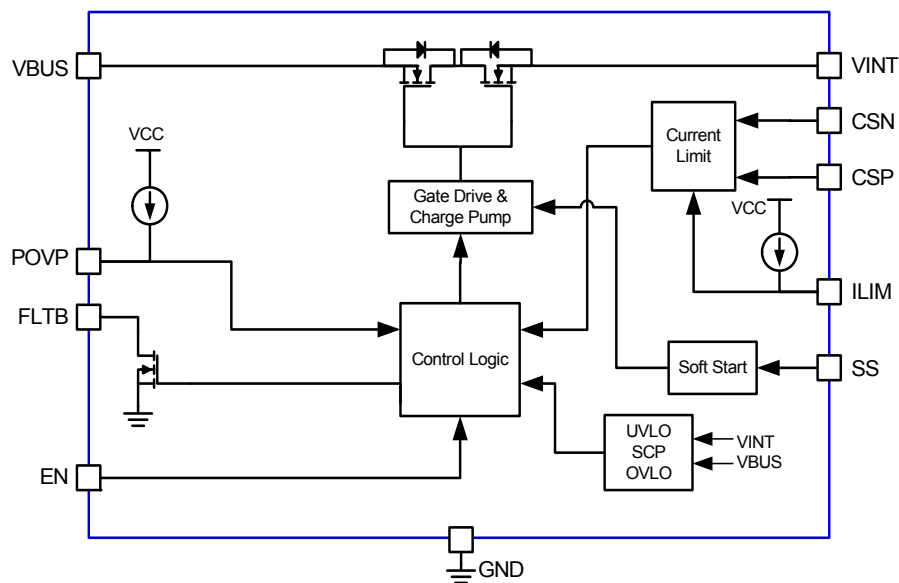 VBUS
VINT
CSN
Current
Limit
CSP
VCC
Gate Drive &
Charge Pump
VCC
POVP
ILIM
FLTB
Control Logic
Soft Start
SS
UVLO
SCP
OVLO
VINT
VBUS
EN
GND